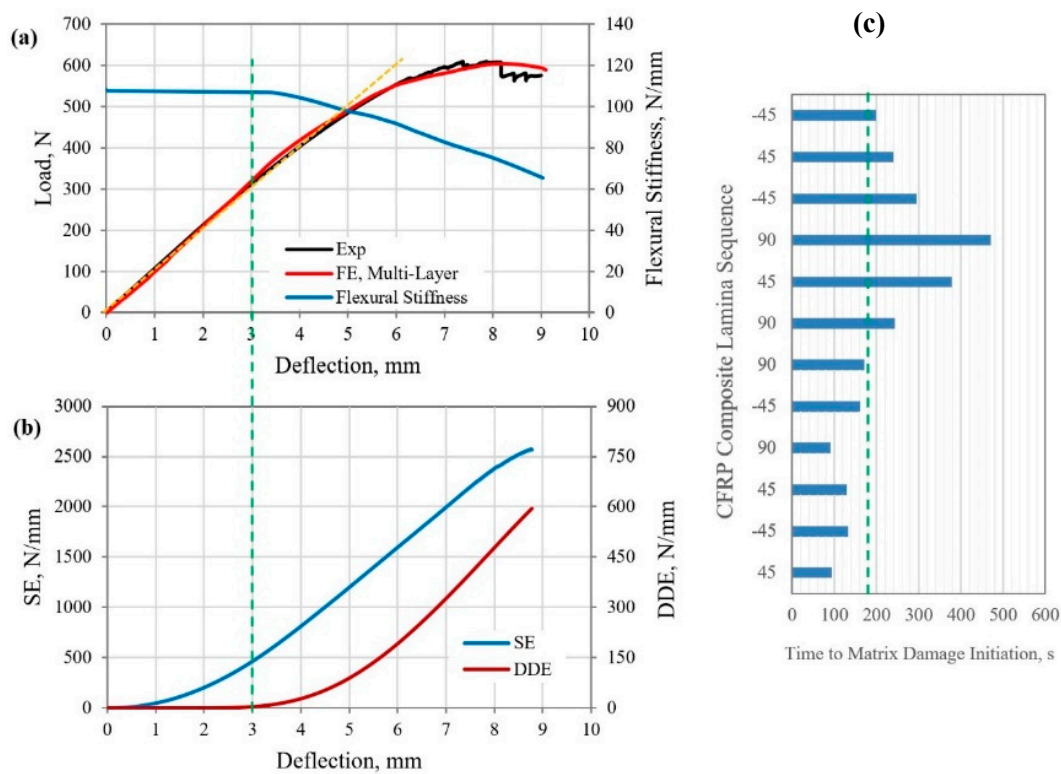 (a)
700
600
500
400
300
200
100
0
Load, N
140
120
100
80
60
40
20
0
Flexural Stiffness, N/mm
Exp
FE, Multi-Layer
Flexural Stiffness
0 1 2 3 4 5 6 7 8 9 10
Deflection, mm
(b)
3000
2500
2000
1500
1000
500
0
SE, N/mm
900
750
600
450
300
150
0
DDE, N/mm
SE
DDE
0 1 2 3 4 5 6 7 8 9 10
Deflection, mm
(c)
CFRP Composite Lamina Sequence
-45
45
-45
90
45
90
90
-45
90
45
-45
45
0 100 200 300 400 500 600
Time to Matrix Damage Initiation, s